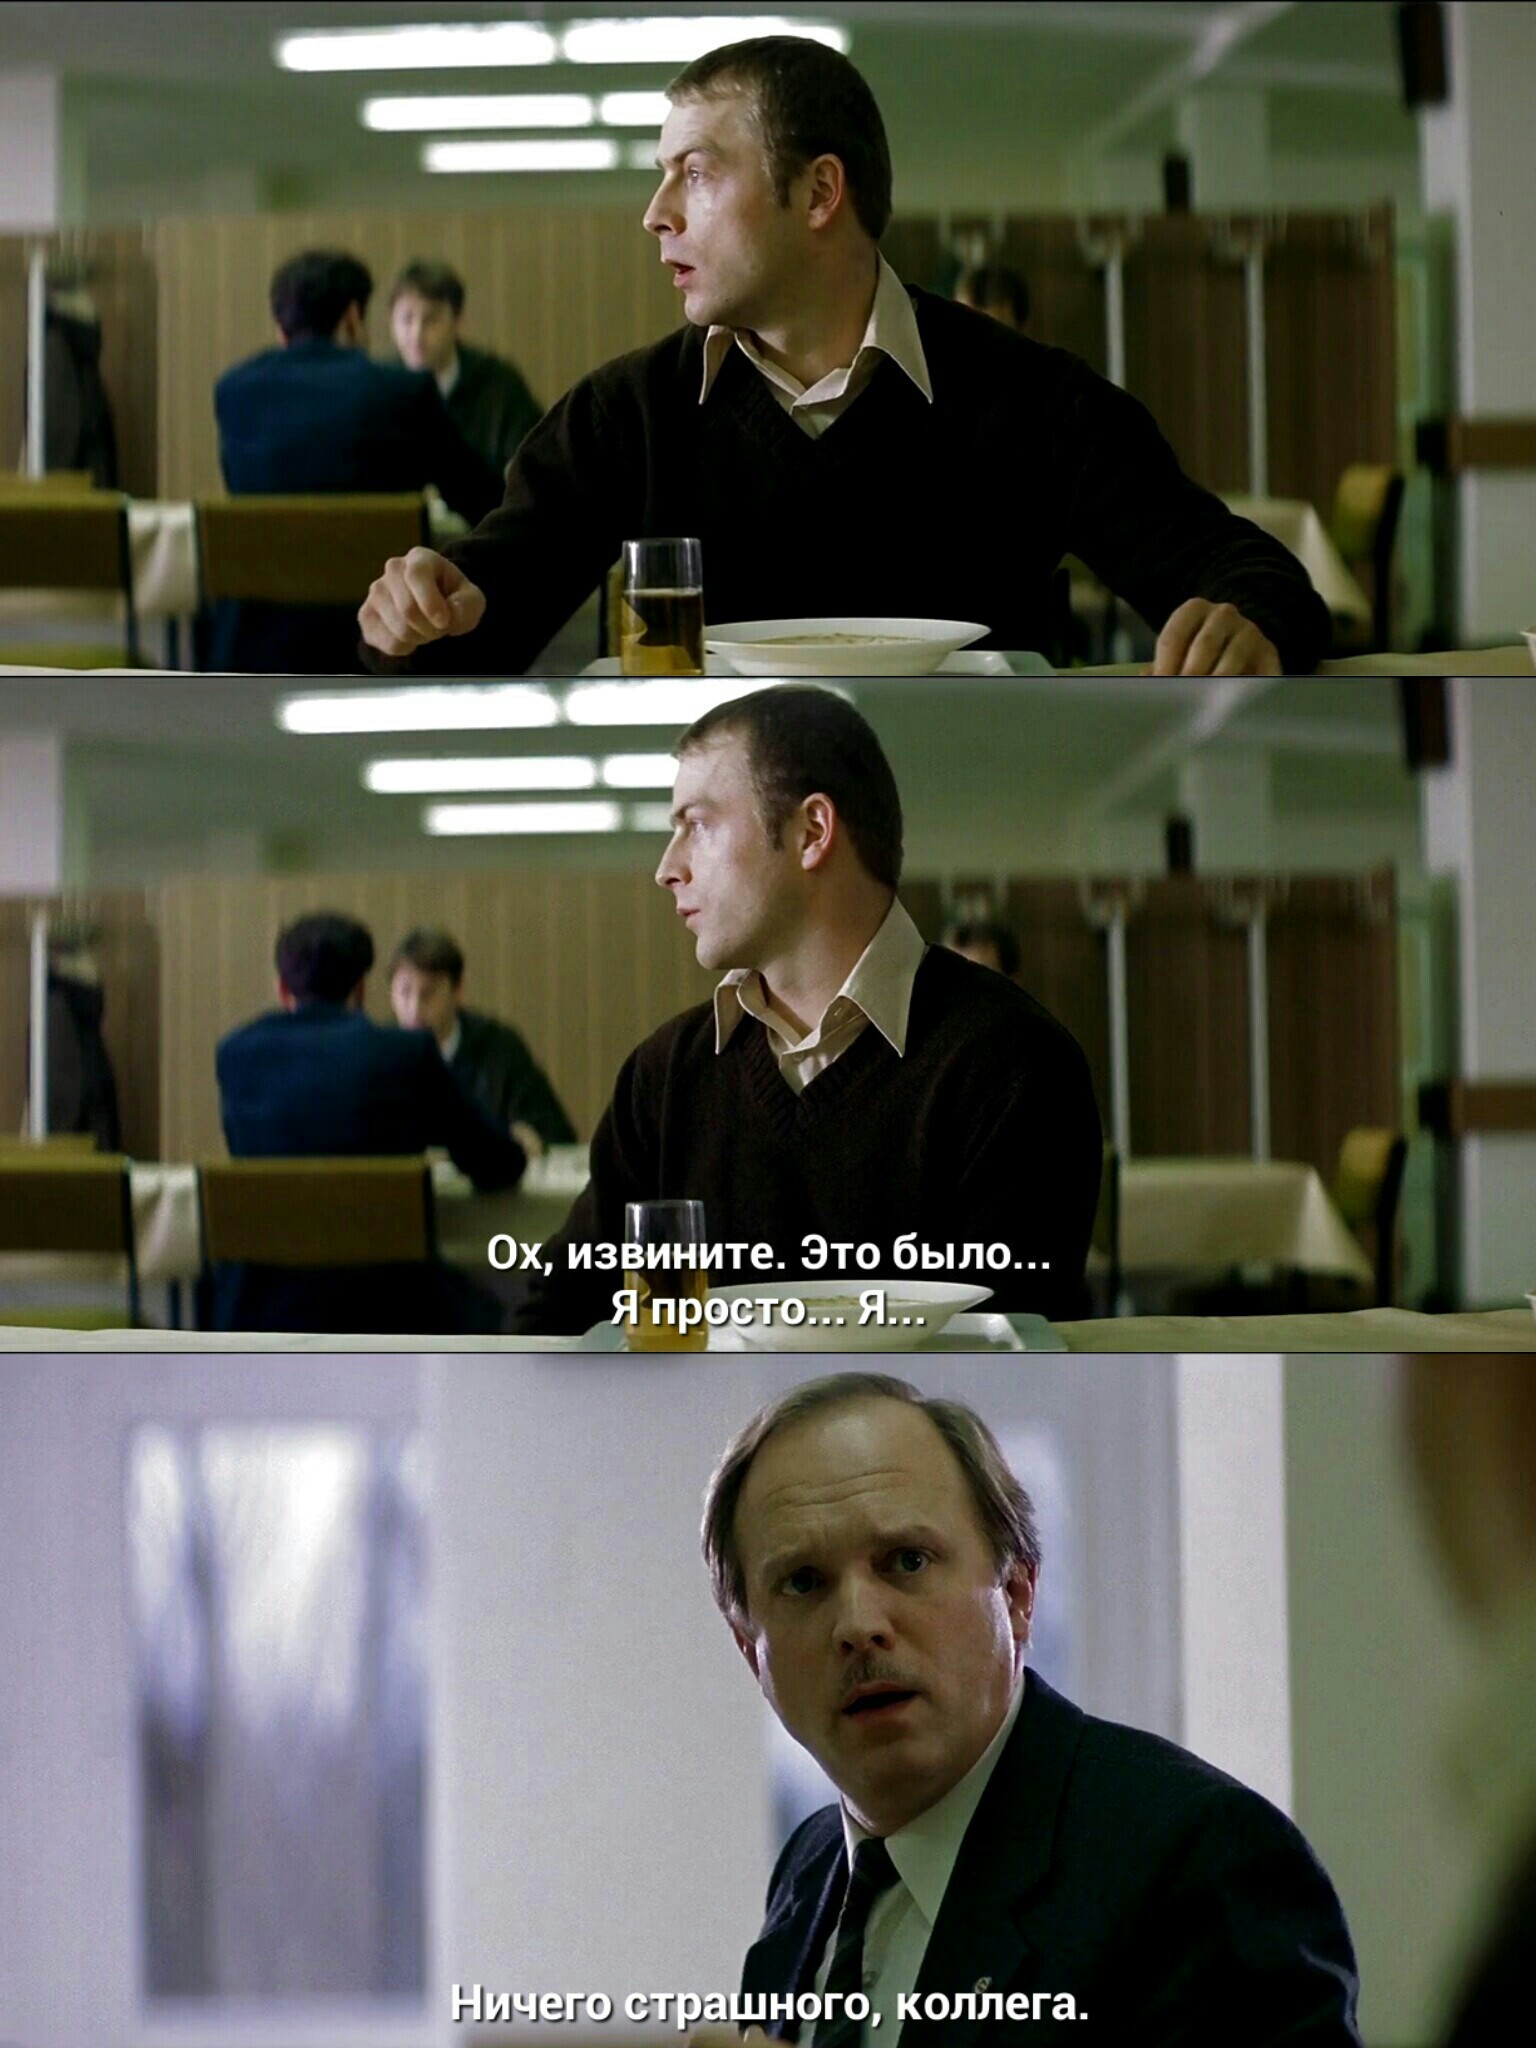 Ох, извините. Это было...
Я просто... Я...
Ничего страшного, коллега.